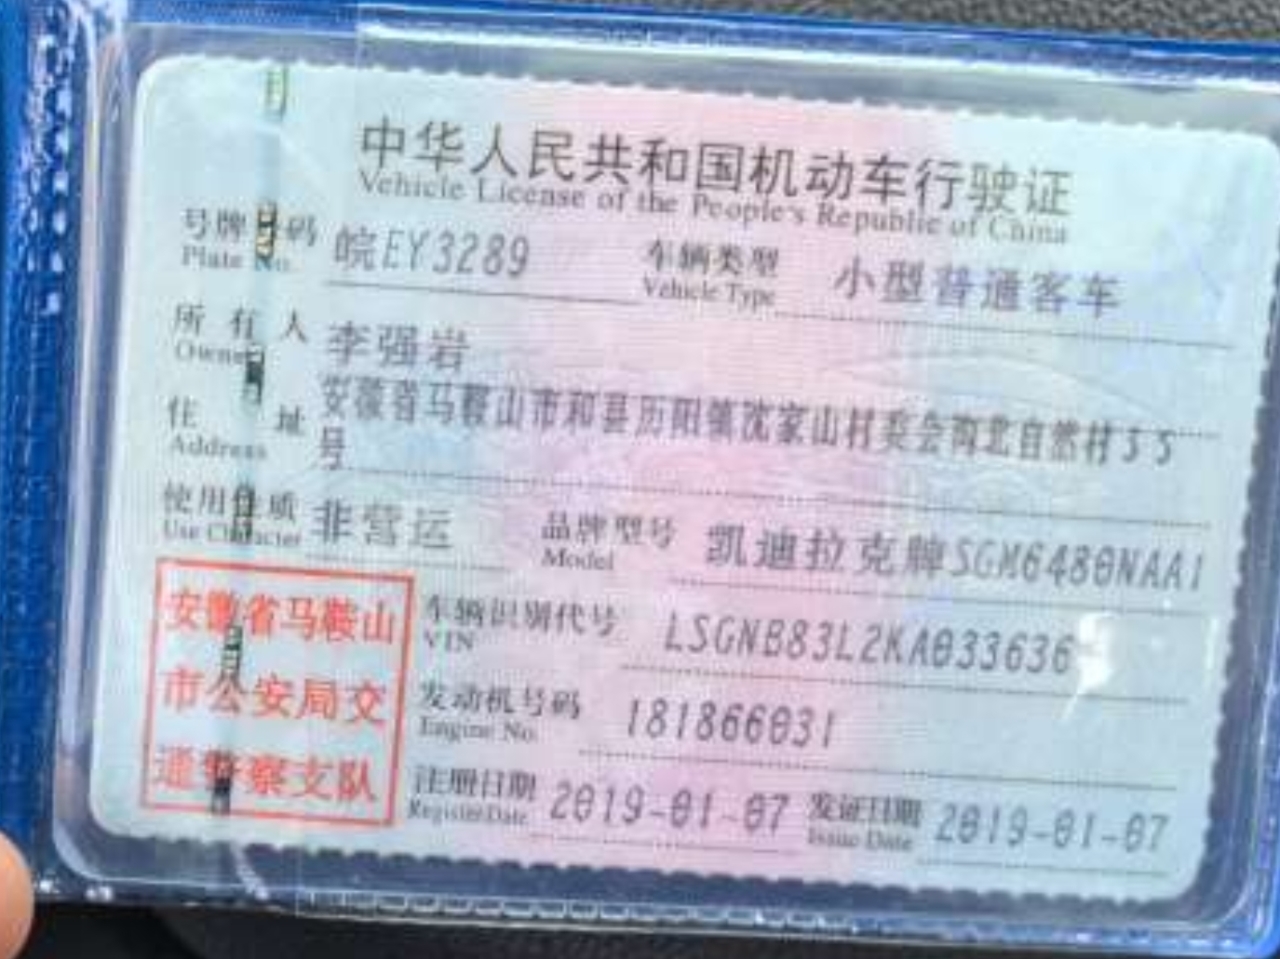 中华人民共和国机动车行驶证
Vehicle License of the People's Republic of China
号牌号码 皖EY3289 车辆类型 小型普通客车
Plate No. Vehicle Type
所有人 李强岩
Owner
住址 安徽省马鞍山市和县历阳镇沈家山村委会南北自然村35
Address 号
使用性质 非营运 品牌型号 凯迪拉克牌SGM6480NAA1
Use Character Model
安徽省马鞍山
市公安局交
通警察支队
车辆识别代号 LSGNB83L2KA033636
VIN
发动机号码 181866031
Engine No.
注册日期 2019-01-07 发证日期 2019-01-07
Register Date Issue Date